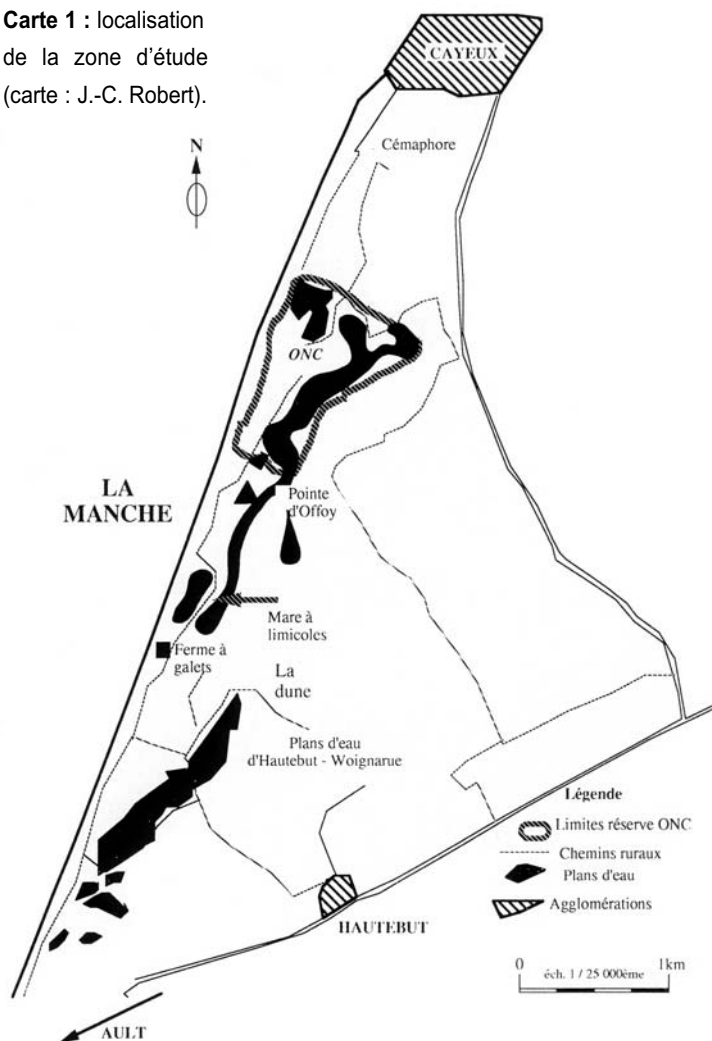 Carte 1 : localisation
de la zone d'étude
(carte : J.-C. Robert).
CAYEUX
N
Cémaphore
ONC
LA
MANCHE
Pointe
d'Offoy
Mare à
limicoles
Ferme à
galets
La
dune
Plans d'eau
d'Hautebut - Woignarue
Légende
Limites réserve ONC
Chemins ruraux
Plans d'eau
Agglomérations
HAUTEBUT
0 1km
éch. 1 / 25 000ème
AULT